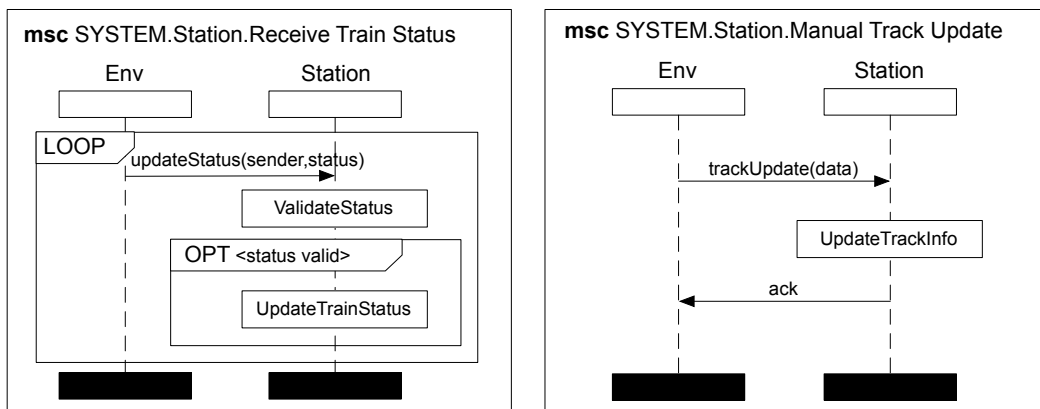 msc SYSTEM.Station.Receive Train Status
Env Station
LOOP
updateStatus(sender,status)
ValidateStatus
OPT <status valid>
UpdateTrainStatus
msc SYSTEM.Station.Manual Track Update
Env Station
trackUpdate(data)
UpdateTrackInfo
ack